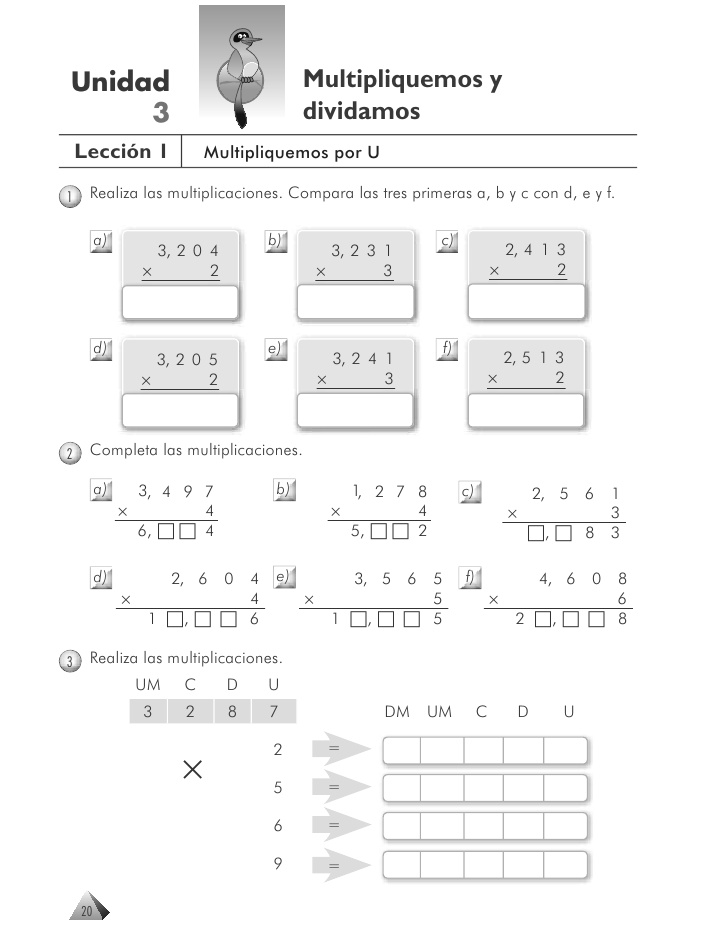 Unidad 3
Multipliquemos y
dividamos
Lección 1
Multipliquemos por U
1 Realiza las multiplicaciones. Compara las tres primeras a, b y c con d, e y f.
a) b) c)
3, 2 0 4 3, 2 3 1 2, 4 1 3
× 2 × 3 × 2
d) e) f)
3, 2 0 5 3, 2 4 1 2, 5 1 3
× 2 × 3 × 2
2 Completa las multiplicaciones.
a) 3, 4 9 7 b) 1, 2 7 8 c) 2, 5 6 1
× 4 × 4 × 3
6, □ □ 4 5, □ □ 2 □, □ 8 3
d) 2, 6 0 4 e) 3, 5 6 5 f) 4, 6 0 8
× 4 × 5 × 6
1 □, □ □ 6 1 □, □ □ 5 2 □, □ □ 8
3 Realiza las multiplicaciones.
UM C D U
3 2 8 7
DM UM C D U
2 =
×
5 =
6 =
9 =
20